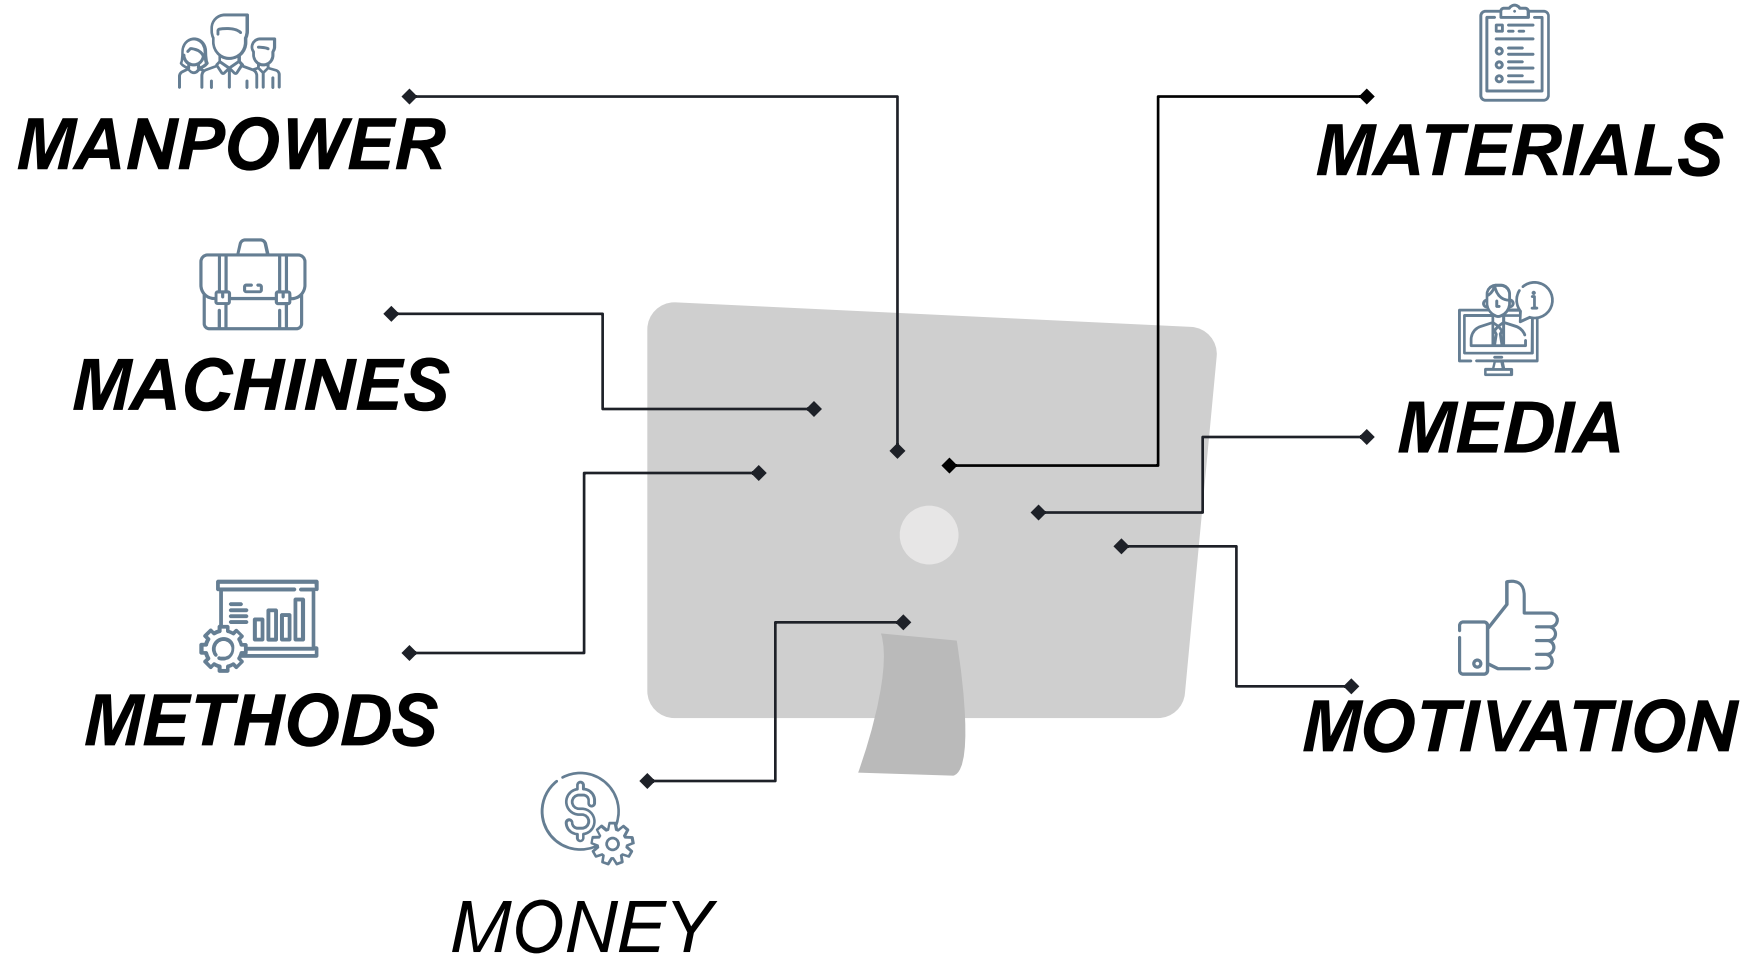 MANPOWER
MATERIALS
MACHINES
MEDIA
METHODS
MOTIVATION
$
MONEY